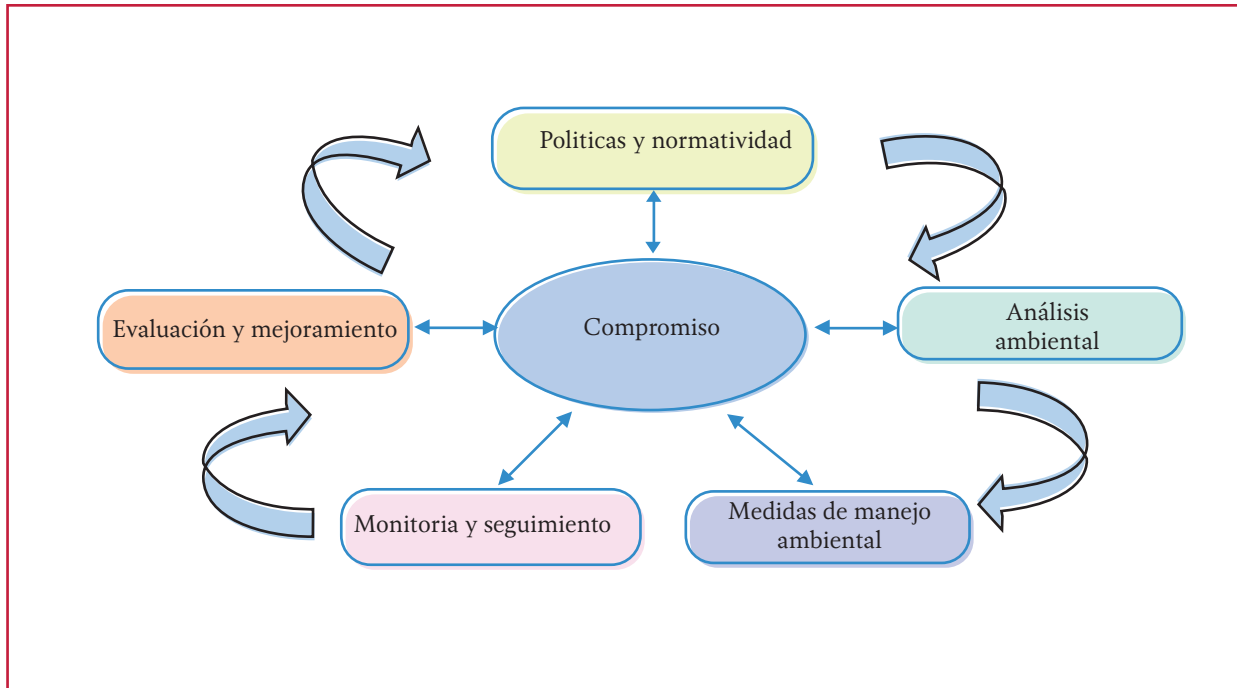 Politicas y normatividad
Evaluación y mejoramiento
Compromiso
Análisis
ambiental
Monitoria y seguimiento
Medidas de manejo
ambiental